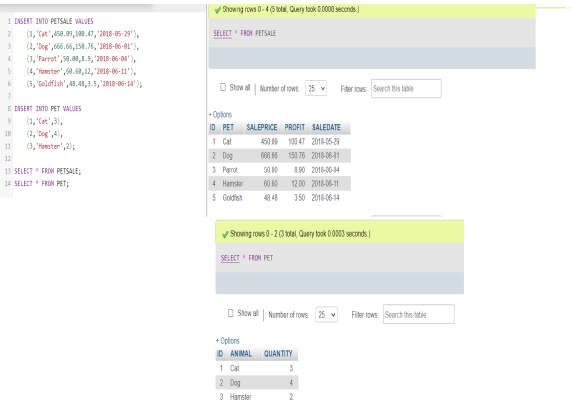 1 INSERT INTO PETSALE VALUES
2 (1,'Cat',450.09,100.47,'2018-05-29'),
3 (2,'Dog',666.66,150.76,'2018-06-01'),
4 (3,'Parrot',50.00,8.9,'2018-06-04'),
5 (4,'Hamster',60.60,12,'2018-06-11'),
6 (5,'Goldfish',48.48,3.5,'2018-06-14');
7
8 INSERT INTO PET VALUES
9 (1,'Cat',3),
10 (2,'Dog',4),
11 (3,'Hamster',2);
12
13 SELECT * FROM PETSALE;
14 SELECT * FROM PET;
Showing rows 0 - 4 (5 total, Query took 0.0008 seconds.)
SELECT * FROM PETSALE
Show all | Number of rows: 25 Filter rows: Search this table
+ Options
ID PET SALEPRICE PROFIT SALEDATE
1 Cat 450.09 100.47 2018-05-29
2 Dog 666.66 150.76 2018-06-01
3 Parrot 50.00 8.90 2018-06-04
4 Hamster 60.60 12.00 2018-06-11
5 Goldfish 48.48 3.50 2018-06-14
Showing rows 0 - 2 (3 total, Query took 0.0003 seconds.)
SELECT * FROM PET
Show all | Number of rows: 25 Filter rows: Search this table
+ Options
ID ANIMAL QUANTITY
1 Cat 3
2 Dog 4
3 Hamster 2